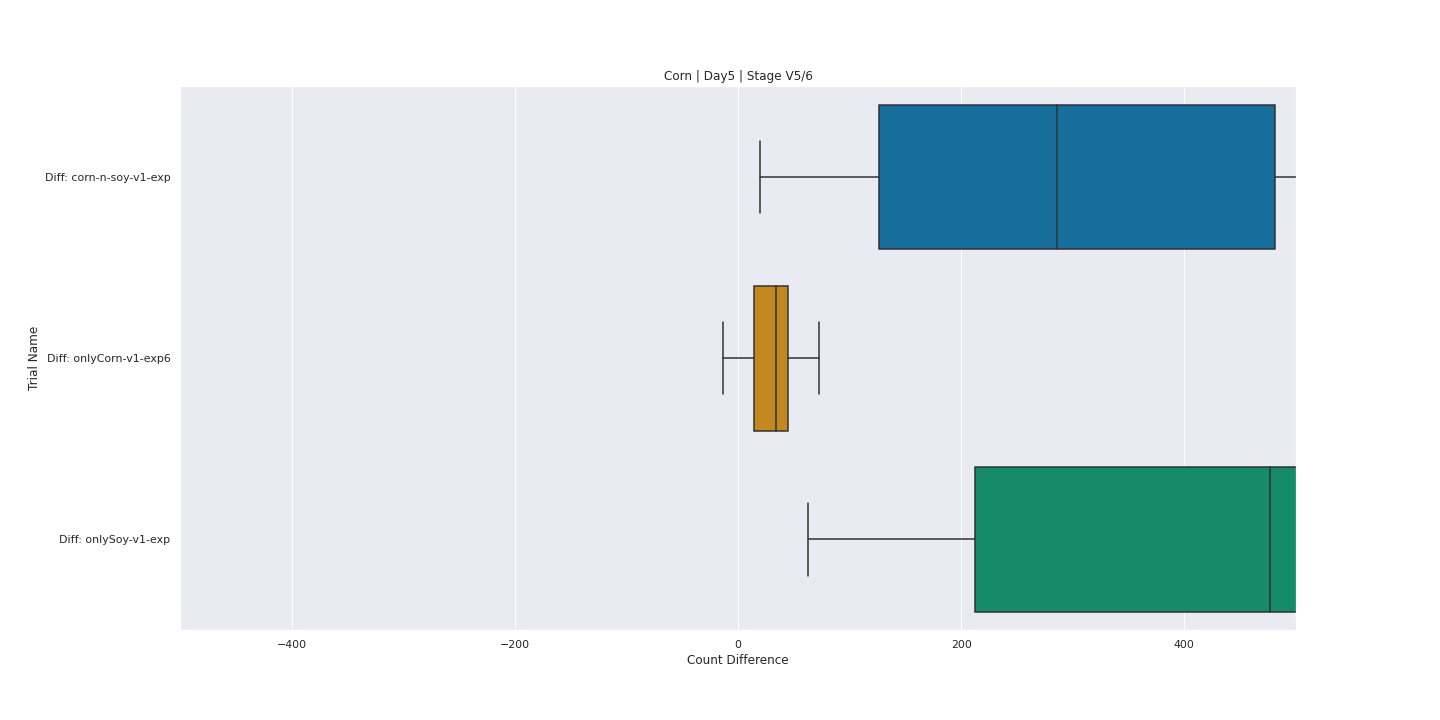 Corn | Day5 | Stage V5/6
Trial Name
Diff: corn-n-soy-v1-exp
Diff: onlyCorn-v1-exp6
Diff: onlySoy-v1-exp
−400
−200
0
200
400
Count Difference